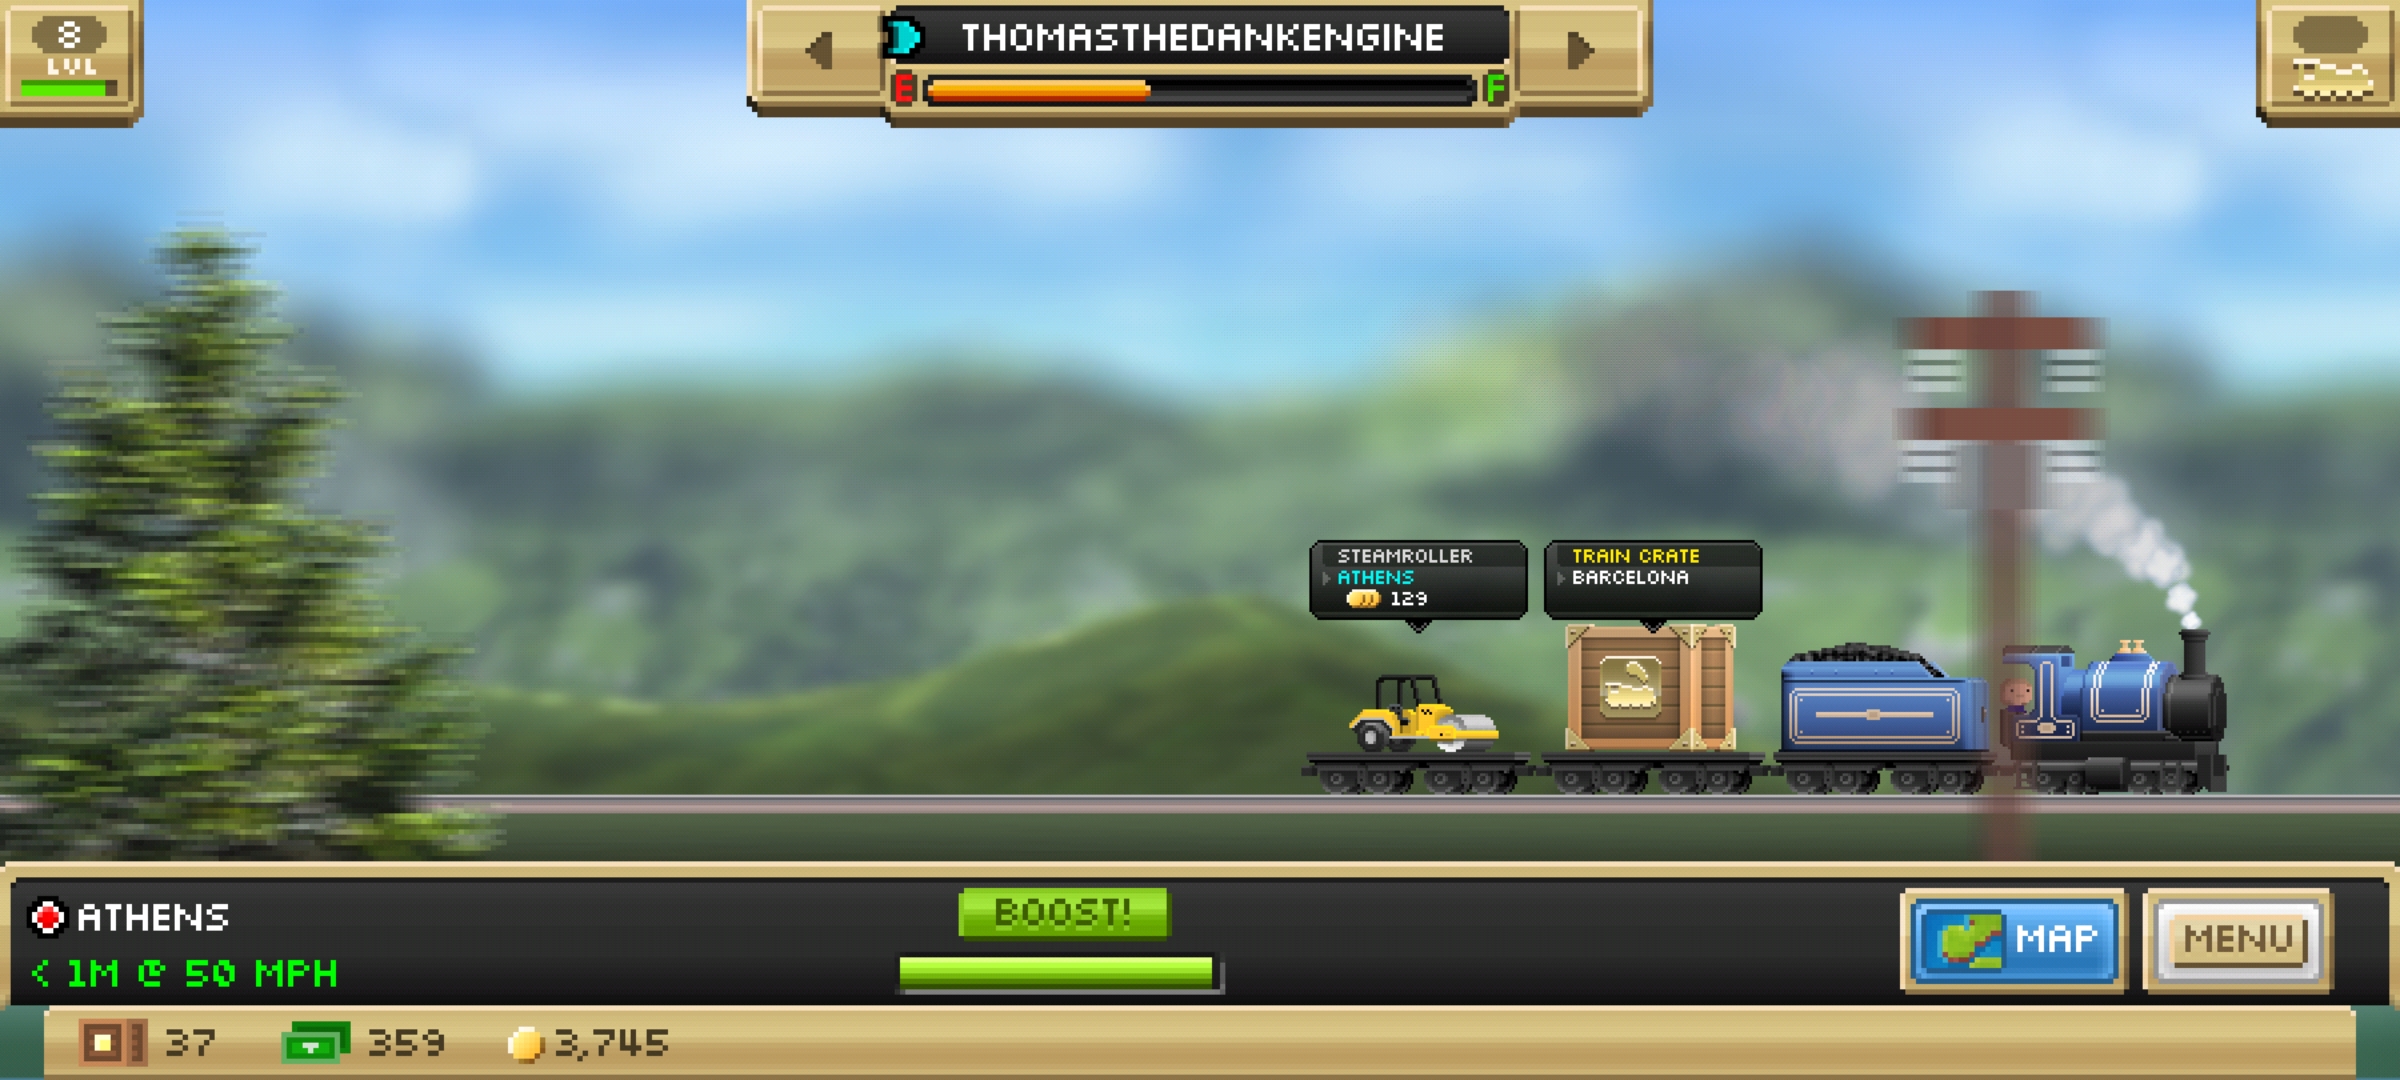 8
LVL
THOMASTHEDANKENGINE
E F
STEAMROLLER
ATHENS
129
TRAIN CRATE
BARCELONA
ATHENS
< 1M @ 50 MPH
BOOST!
MAP
MENU
37 359 3,745